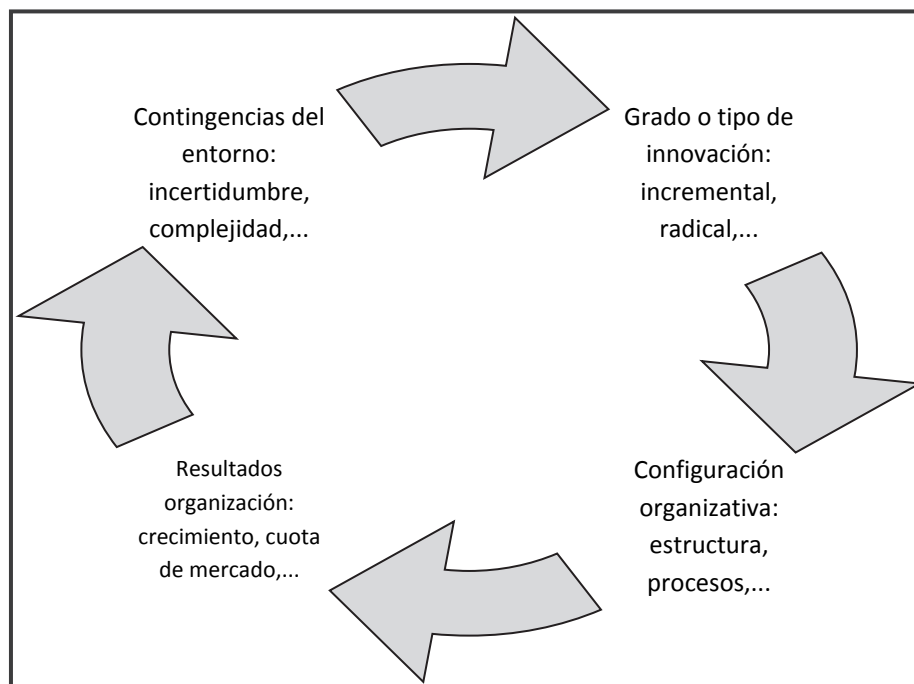 Contingencias del
entorno:
incertidumbre,
complejidad,...
Grado o tipo de
innovación:
incremental,
radical,...
Configuración
organizativa:
estructura,
procesos,...
Resultados
organización:
crecimiento, cuota
de mercado,...